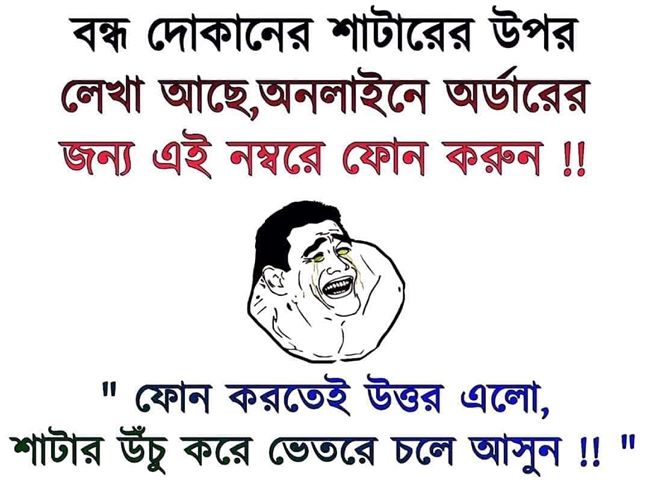 বন্ধ দোকানের শাটারের উপর
লেখা আছে,অনলাইনে অর্ডারের
জন্য এই নম্বরে ফোন করুন !!
" ফোন করতেই উত্তর এলো,
শাটার উঁচু করে ভেতরে চলে আসুন !! "